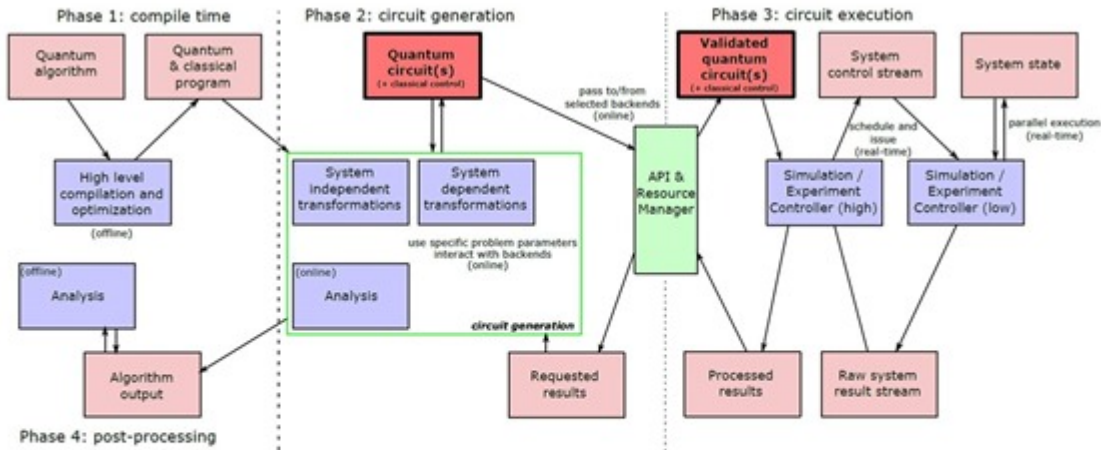 Phase 1: compile time
Quantum
algorithm
Quantum
& classical
program
High level
compilation and
optimization
(offline)
(offline)
Analysis
Algorithm
output
Phase 4: post-processing
Phase 2: circuit generation
Quantum
circuit(s)
(+ classical control)
pass to/from
selected backends
(online)
System
independent
transformations
System
dependent
transformations
use specific problem parameters
interact with backends
(online)
(online)
Analysis
circuit generation
Requested
results
API &
Resource
Manager
Phase 3: circuit execution
Validated
quantum
circuit(s)
(+ classical control)
System
control stream
System state
schedule and
issue
(real-time)
parallel execution
(real-time)
Simulation /
Experiment
Controller (high)
Simulation /
Experiment
Controller (low)
Processed
results
Raw system
result stream